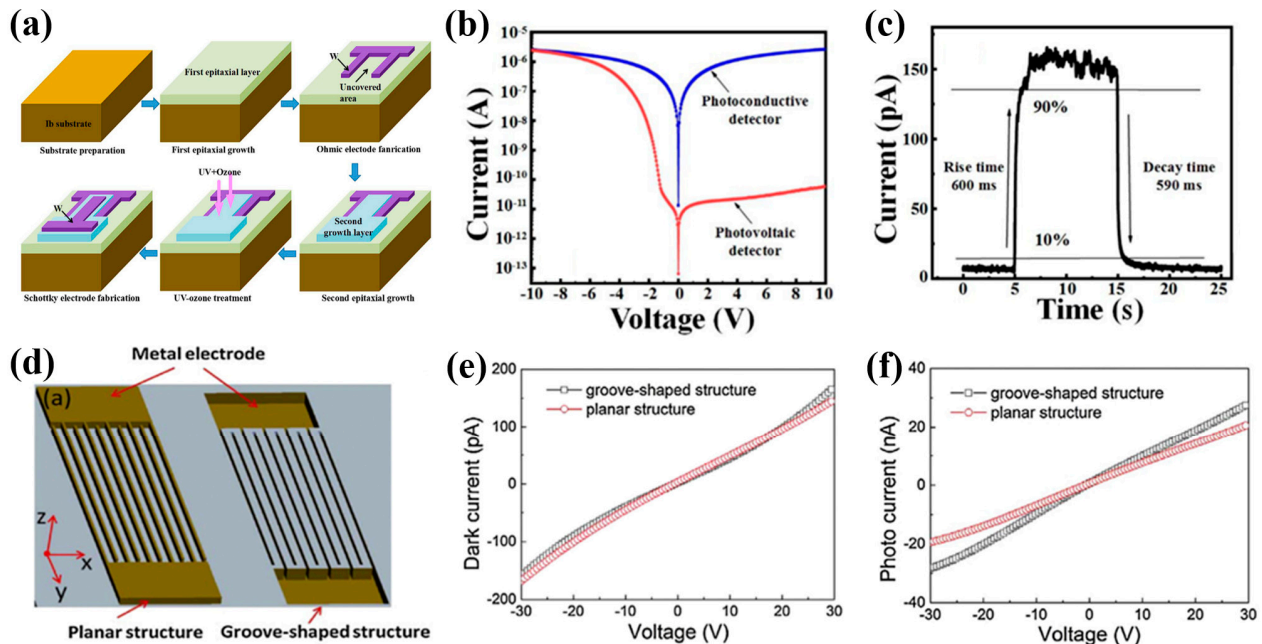 (a)
W
First epitaxial layer
Uncovered
area
Ib substrate
Substrate preparation
First epitaxial growth
Ohmic electode fanrication
UV+Ozone
W
Second
growth layer
Schottky electrode fabrication
UV-ozone treatment
Second epitaxial growth
(b)
Current (A)
10-5
10-6
10-7
10-8
10-9
10-10
10-11
10-12
10-13
Photoconductive
detector
Photovoltaic
detector
-10 -8 -6 -4 -2 0 2 4 6 8 10
Voltage (V)
(c)
Current (pA)
150
100
50
0
90%
Rise time
600 ms
Decay time
590 ms
10%
0 5 10 15 20 25
Time (s)
(d)
Metal electrode
(a)
z
x
y
Planar structure
Groove-shaped structure
(e)
Dark current (pA)
200
100
0
-100
-200
groove-shaped structure
planar structure
-30 -20 -10 0 10 20 30
Voltage (V)
(f)
Photo current (nA)
40
20
0
-20
-40
groove-shaped structure
planar structure
-30 -20 -10 0 10 20 30
Voltage (V)